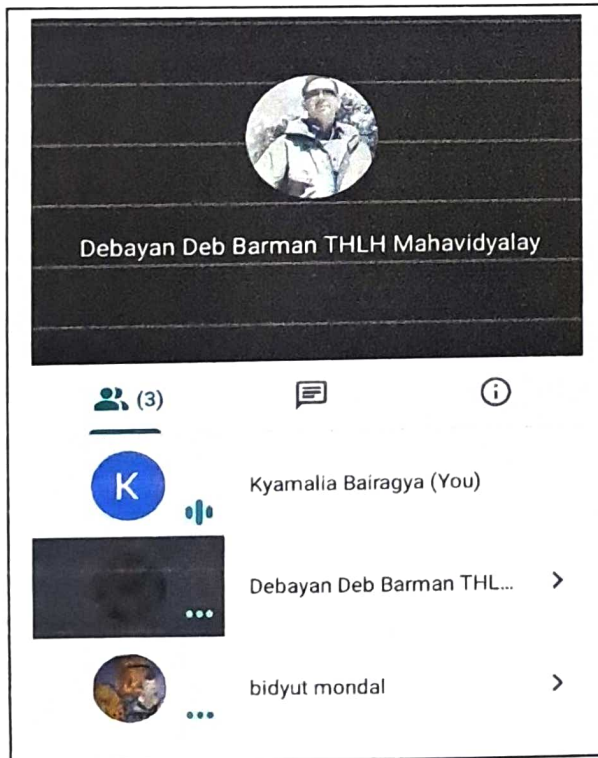 Debayan Deb Barman THLH Mahavidyalay
(3)
K
Kyamalia Bairagya (You)
Debayan Deb Barman THL...
bidyut mondal